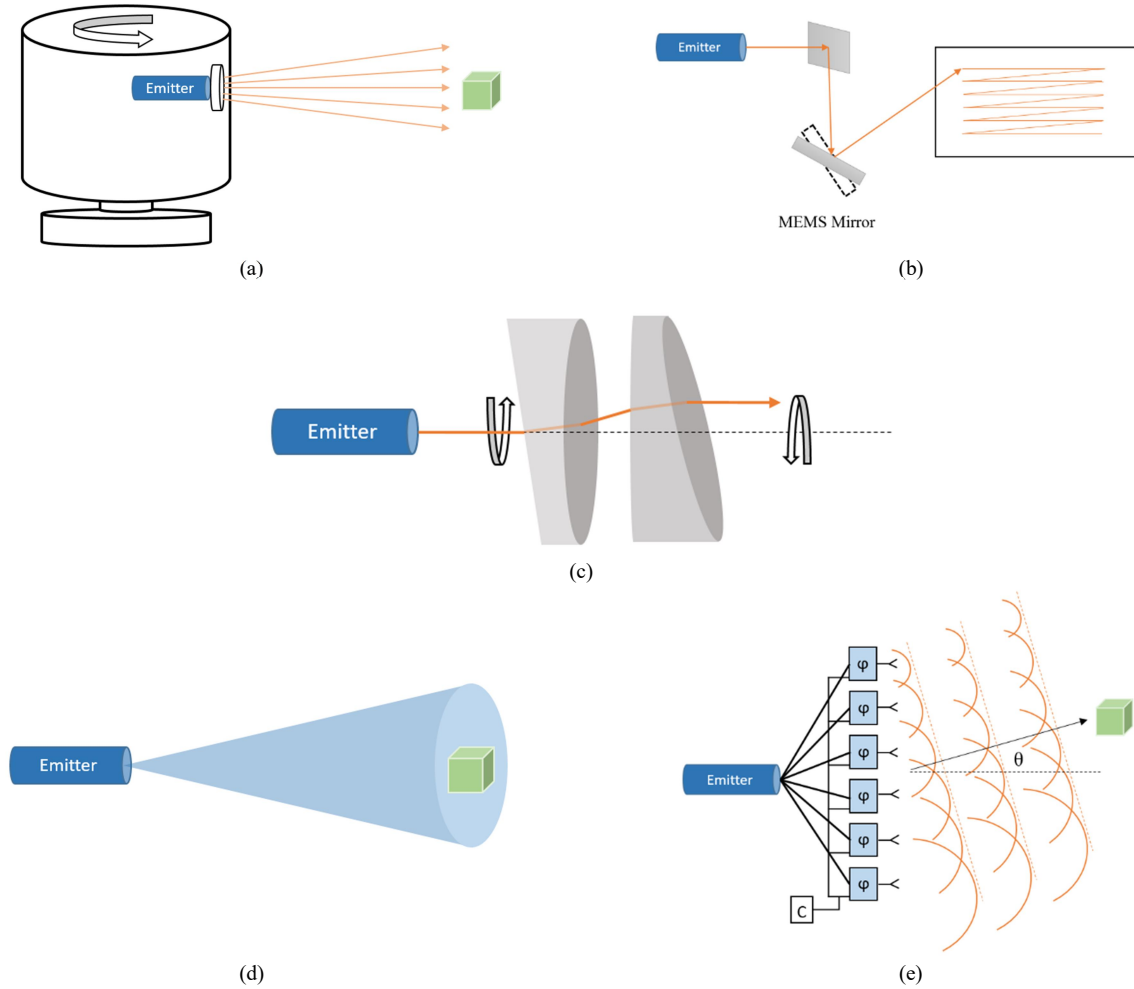 Emitter
(a)
Emitter
MEMS Mirror
(b)
Emitter
(c)
Emitter
(d)
Emitter
φ
φ
φ
φ
φ
φ
C
θ
(e)